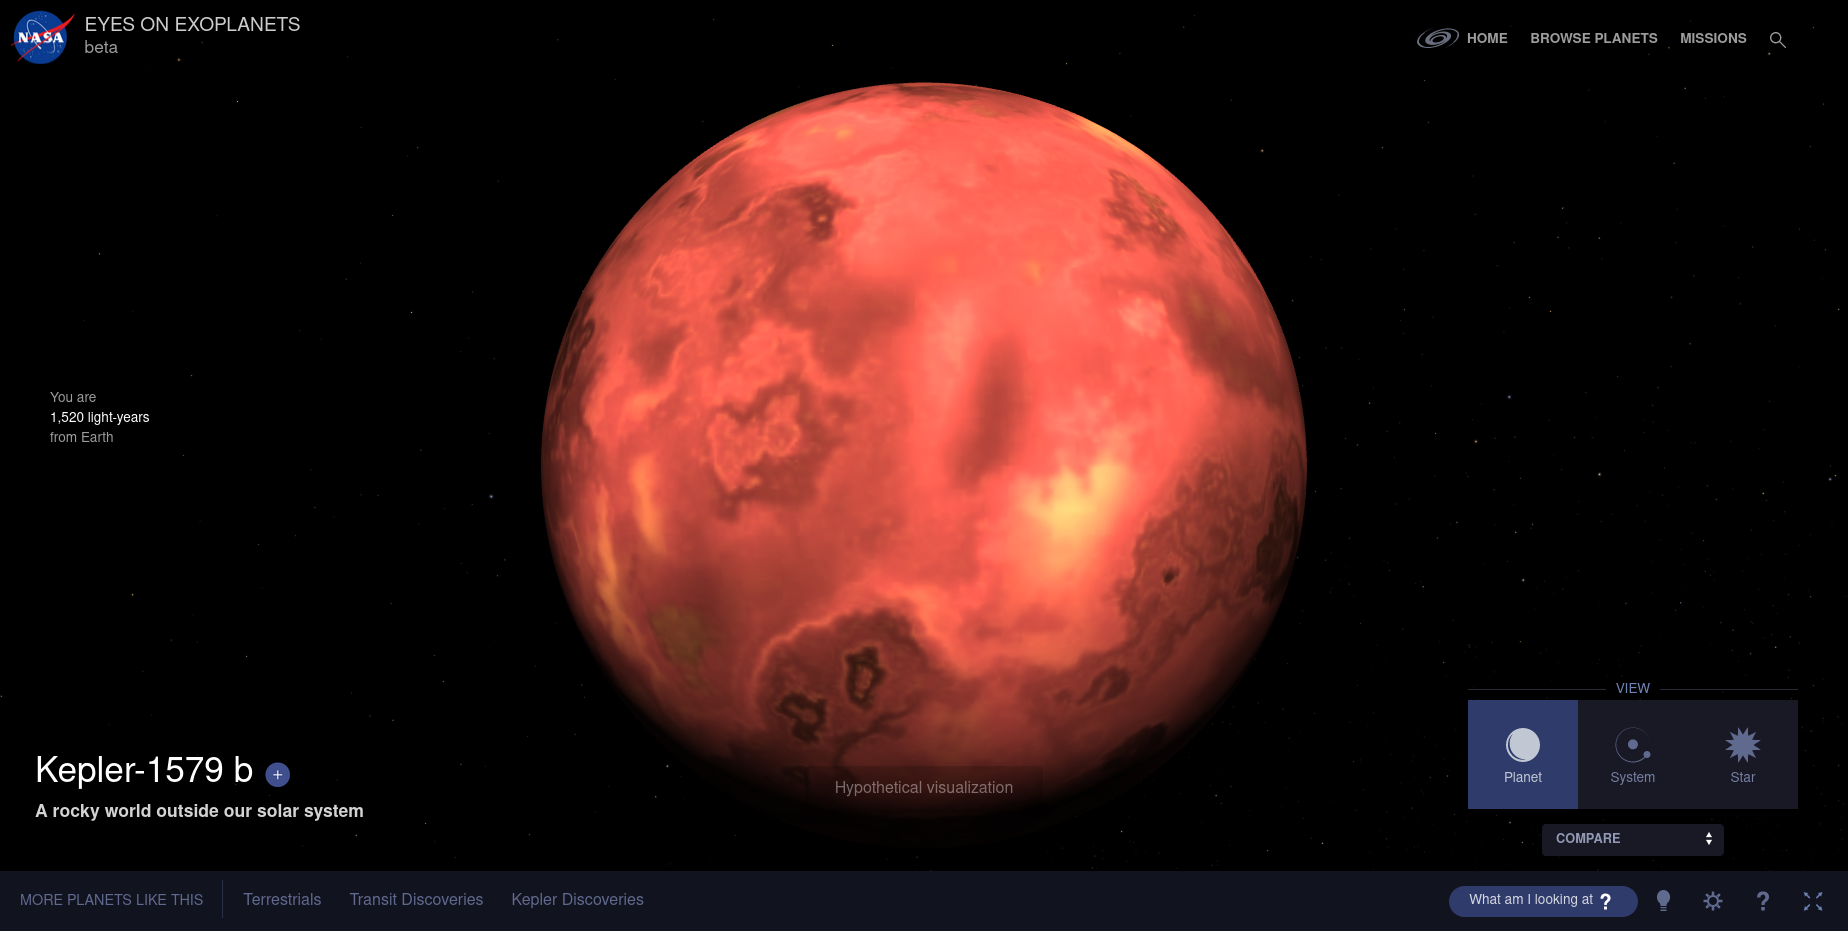 NASA
EYES ON EXOPLANETS
beta
HOME
BROWSE PLANETS
MISSIONS
You are
1,520 light-years
from Earth
Kepler-1579 b +
A rocky world outside our solar system
Hypothetical visualization
VIEW
Planet
System
Star
COMPARE
MORE PLANETS LIKE THIS
Terrestrials
Transit Discoveries
Kepler Discoveries
What am I looking at ?
?